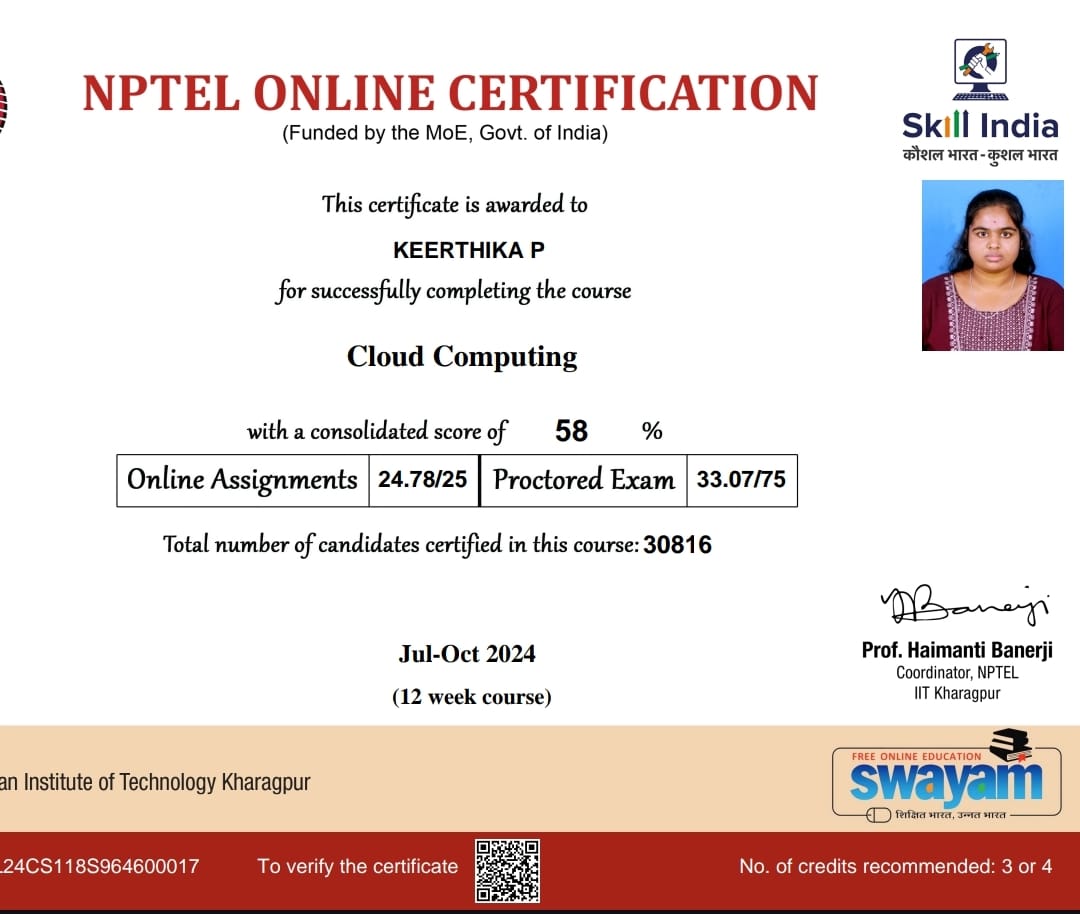 NPTEL ONLINE CERTIFICATION
(Funded by the MoE, Govt. of India)
Skill India
कौशल भारत - कुशल भारत
This certificate is awarded to
KEERTHIKA P
for successfully completing the course
Cloud Computing
with a consolidated score of 58 %
Online Assignments 24.78/25 Proctored Exam 33.07/75
Total number of candidates certified in this course: 30816
Jul-Oct 2024
(12 week course)
Banerji
Prof. Haimanti Banerji
Coordinator, NPTEL
IIT Kharagpur
an Institute of Technology Kharagpur
FREE ONLINE EDUCATION
swayam
शिक्षित भारत, उन्नत भारत
24CS118S964600017 To verify the certificate No. of credits recommended: 3 or 4